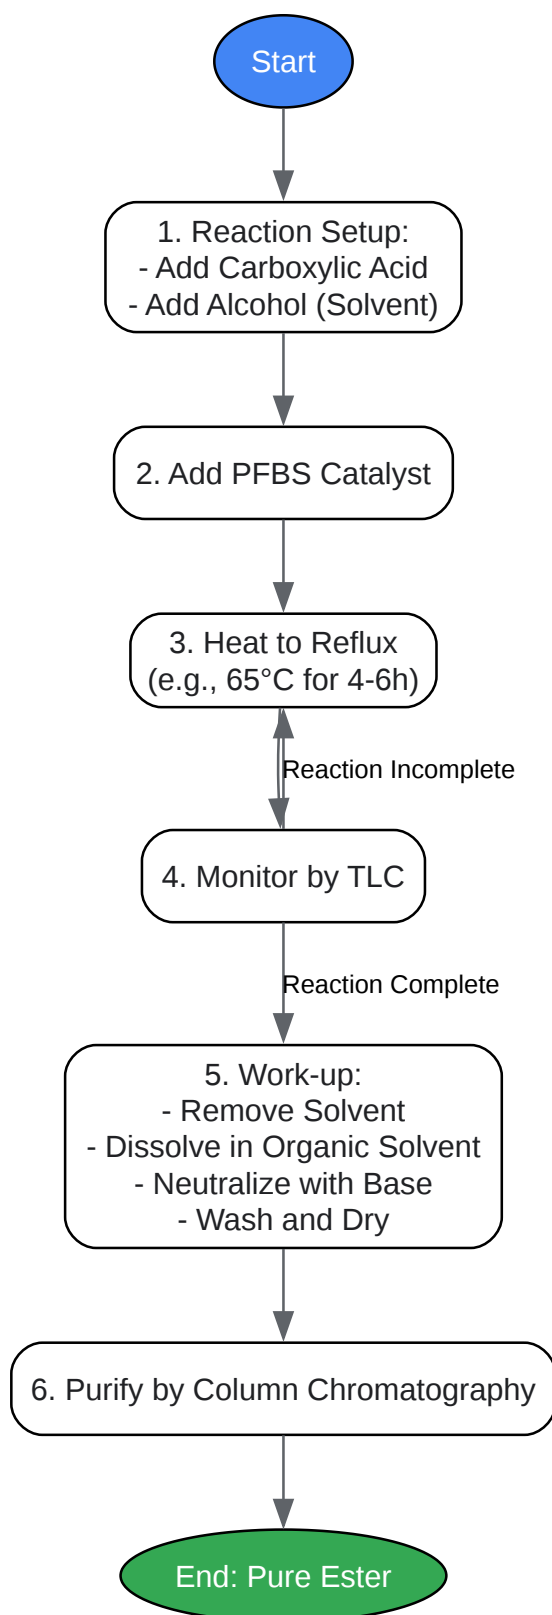 Start
1. Reaction Setup:
- Add Carboxylic Acid
- Add Alcohol (Solvent)
2. Add PFBS Catalyst
3. Heat to Reflux
(e.g., 65°C for 4-6h)
Reaction Incomplete
4. Monitor by TLC
Reaction Complete
5. Work-up:
- Remove Solvent
- Dissolve in Organic Solvent
- Neutralize with Base
- Wash and Dry
6. Purify by Column Chromatography
End: Pure Ester